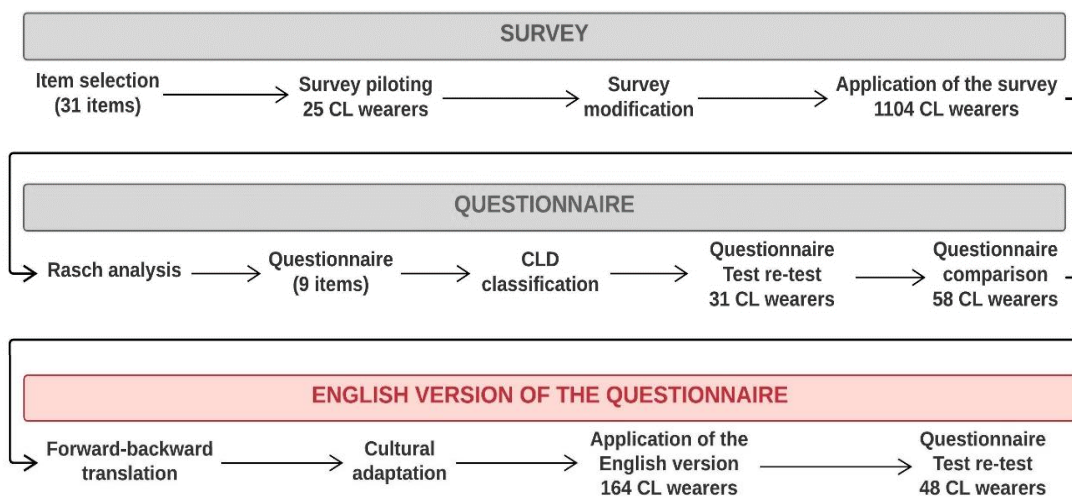 SURVEY
Item selection
(31 items)
Survey piloting
25 CL wearers
Survey
modification
Application of the survey
1104 CL wearers
QUESTIONNAIRE
Rasch analysis
Questionnaire
(9 items)
CLD
classification
Questionnaire
Test re-test
31 CL wearers
Questionnaire
comparison
58 CL wearers
ENGLISH VERSION OF THE QUESTIONNAIRE
Forward-backward
translation
Cultural
adaptation
Application of the
English version
164 CL wearers
Questionnaire
Test re-test
48 CL wearers